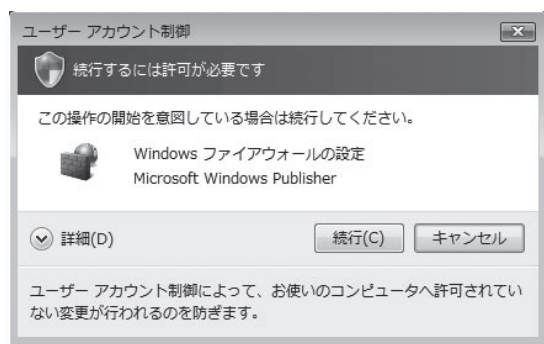 ユーザー アカウント制御
続行するには許可が必要です
この操作の開始を意図している場合は続行してください。
Windows ファイアウォールの設定
Microsoft Windows Publisher
詳細(D)
続行(C)
キャンセル
ユーザー アカウント制御によって、お使いのコンピュータへ許可されてい
ない変更が行われるのを防ぎます。